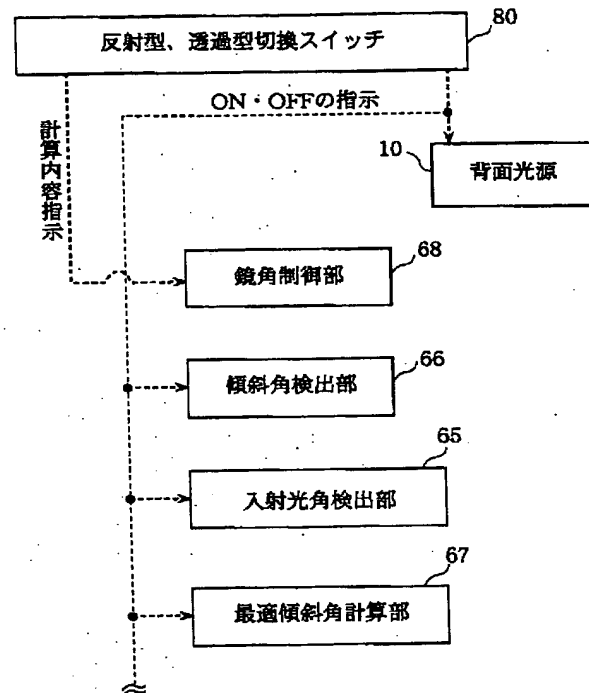 80
反射型、透過型切換スイッチ
ON・OFFの指示
計算内容指示
10
背面光源
68
鏡角制御部
66
傾斜角検出部
65
入射光角検出部
67
最適傾斜角計算部